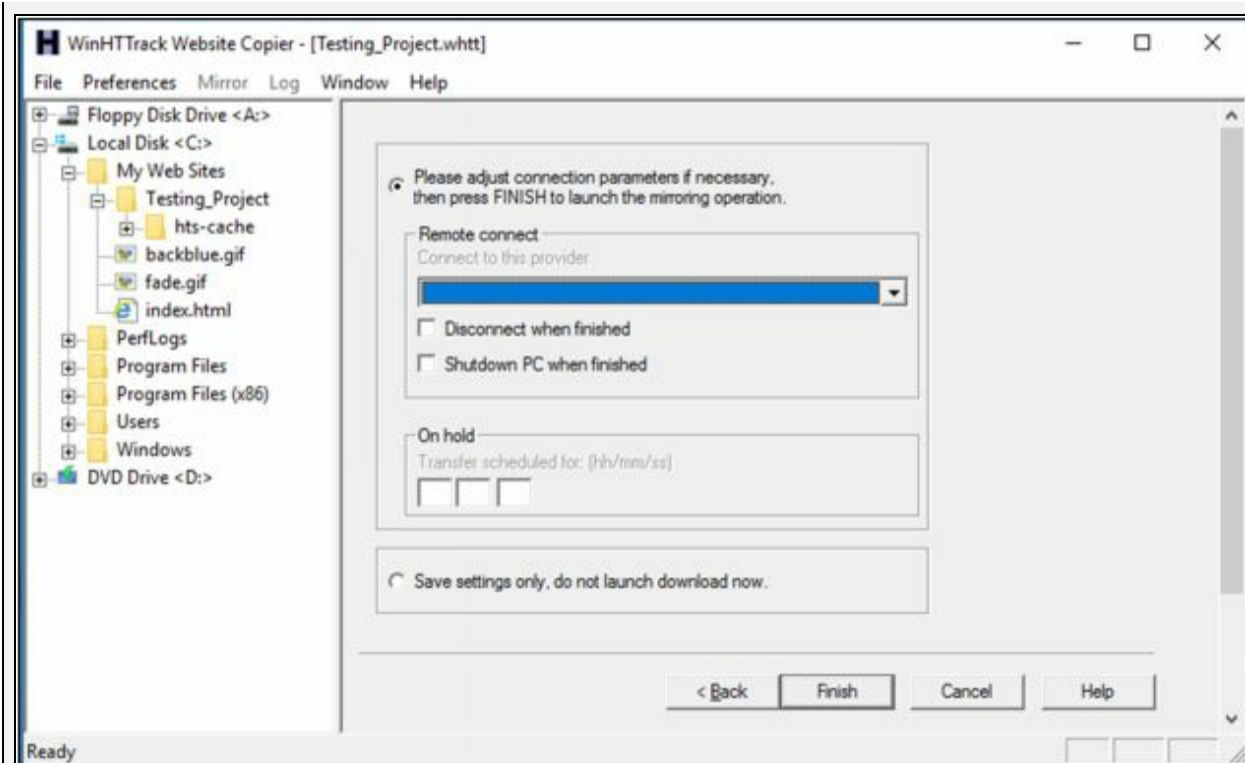 WinHTTrack Website Copier - [Testing_Project.whtt]
File Preferences Mirror Log Window Help
Floppy Disk Drive <A:>
Local Disk <C:>
My Web Sites
Testing_Project
hts-cache
backblue.gif
fade.gif
index.html
PerfLogs
Program Files
Program Files (x86)
Users
Windows
DVD Drive <D:>
Please adjust connection parameters if necessary,
then press FINISH to launch the mirroring operation.
Remote connect
Connect to this provider
Disconnect when finished
Shutdown PC when finished
On hold
Transfer scheduled for: (hh/mm/ss)
Save settings only, do not launch download now.
< Back Finish Cancel Help
Ready